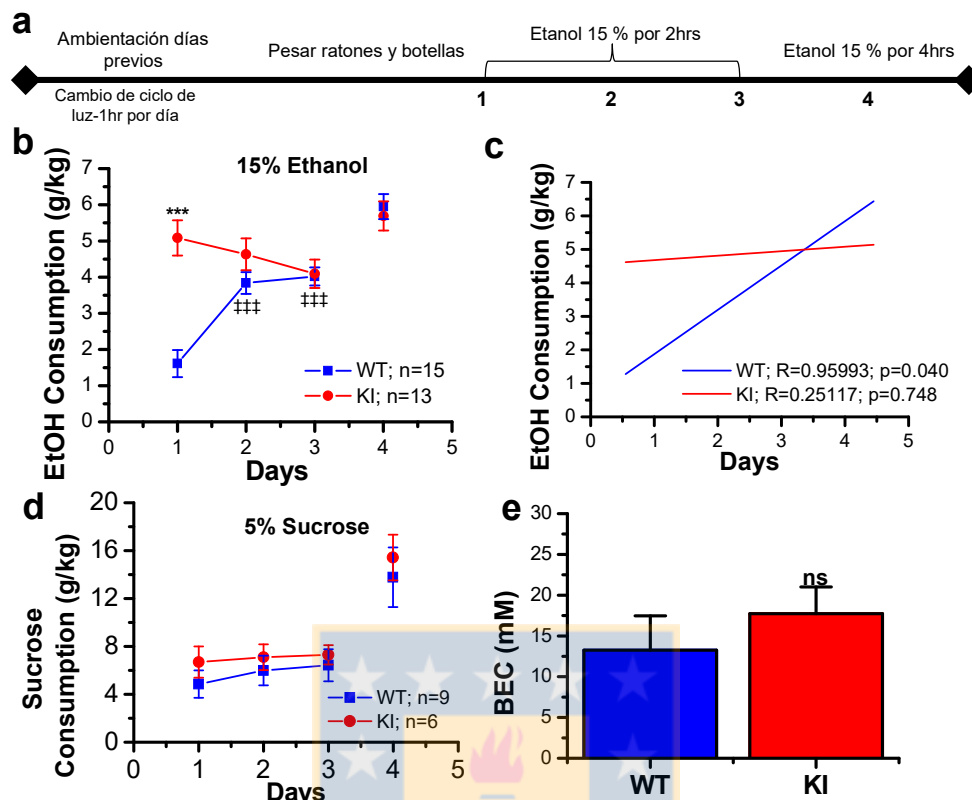 a
Ambientación días
previos
Pesar ratones y botellas
Etanol 15 % por 2hrs
Etanol 15 % por 4hrs
Cambio de ciclo de
luz-1hr por día
1
2
3
4
b
15% Ethanol
EtOH Consumption (g/kg)
7
6
5
4
3
2
1
0
***
‡‡‡
‡‡‡
WT; n=15
KI; n=13
0 1 2 3 4 5
Days
c
EtOH Consumption (g/kg)
7
6
5
4
3
2
1
0
WT; R=0.95993; p=0.040
KI; R=0.25117; p=0.748
0 1 2 3 4 5
Days
d
5% Sucrose
Sucrose
Consumption (g/kg)
20
16
12
8
4
0
WT; n=9
KI; n=6
0 1 2 3 4 5
Days
e
BEC (mM)
30
25
20
15
10
5
0
ns
WT KI